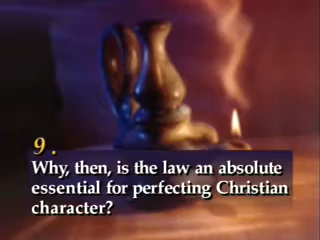 9.
Why, then, is the law an absolute
essential for perfecting Christian
character?